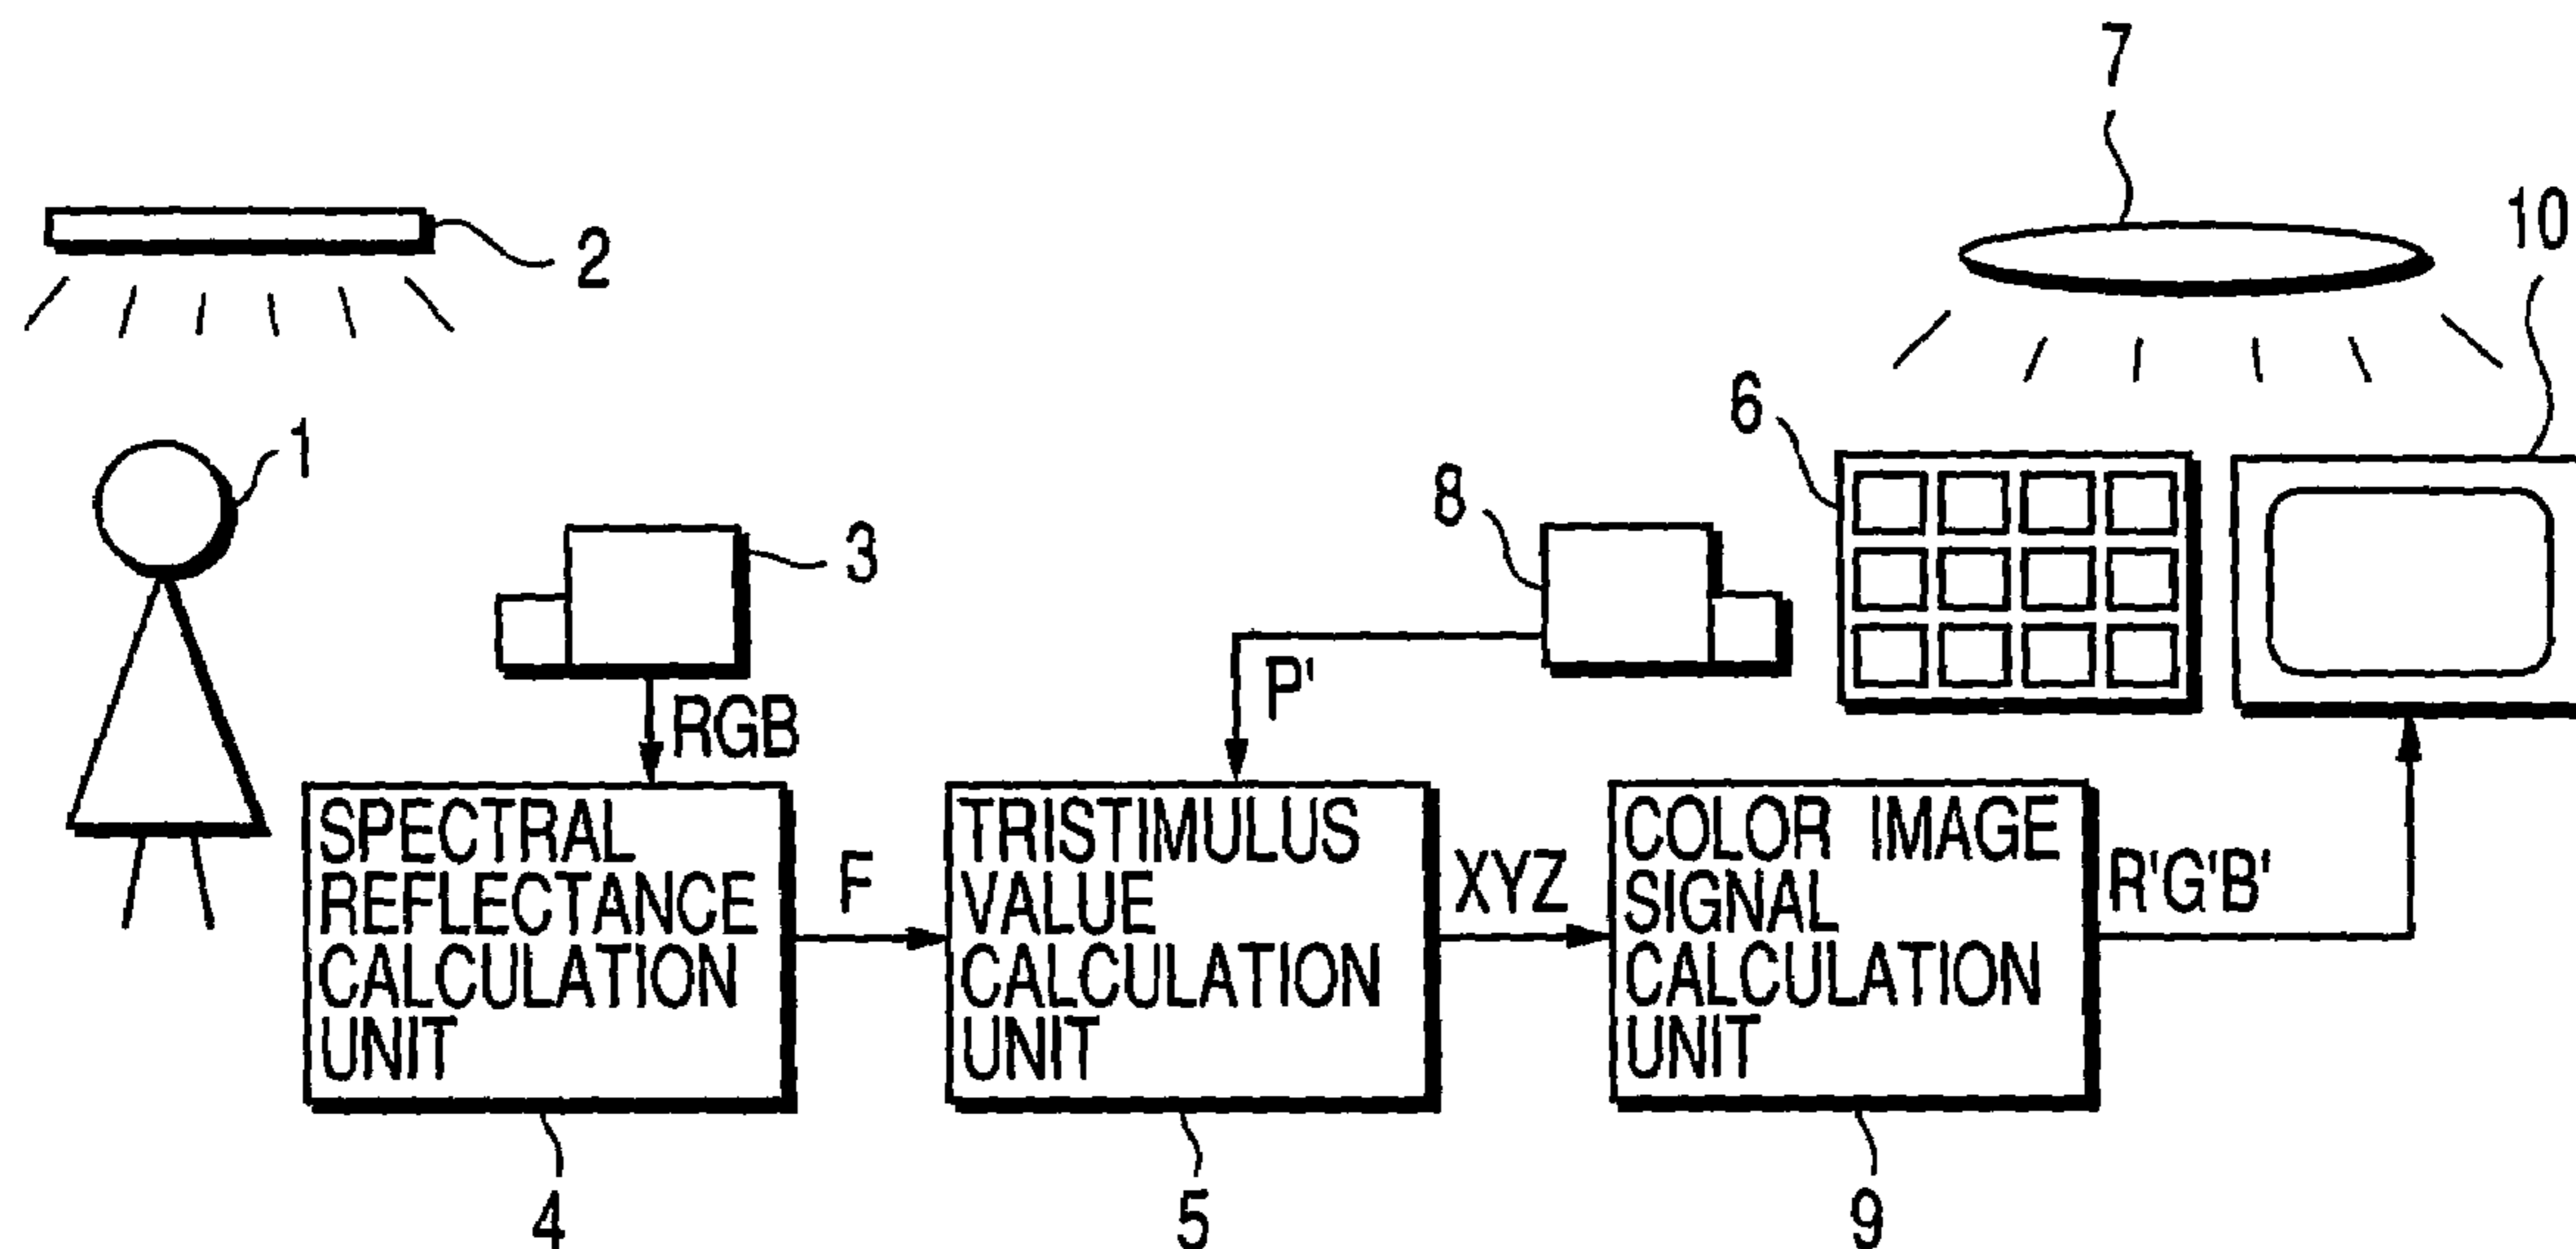 7
10
2
1
6
8
3
P'
RGB
SPECTRAL
REFLECTANCE
CALCULATION
UNIT
F
TRISTIMULUS
VALUE
CALCULATION
UNIT
XYZ
COLOR IMAGE
SIGNAL
CALCULATION
UNIT
R'G'B'
4
5
9